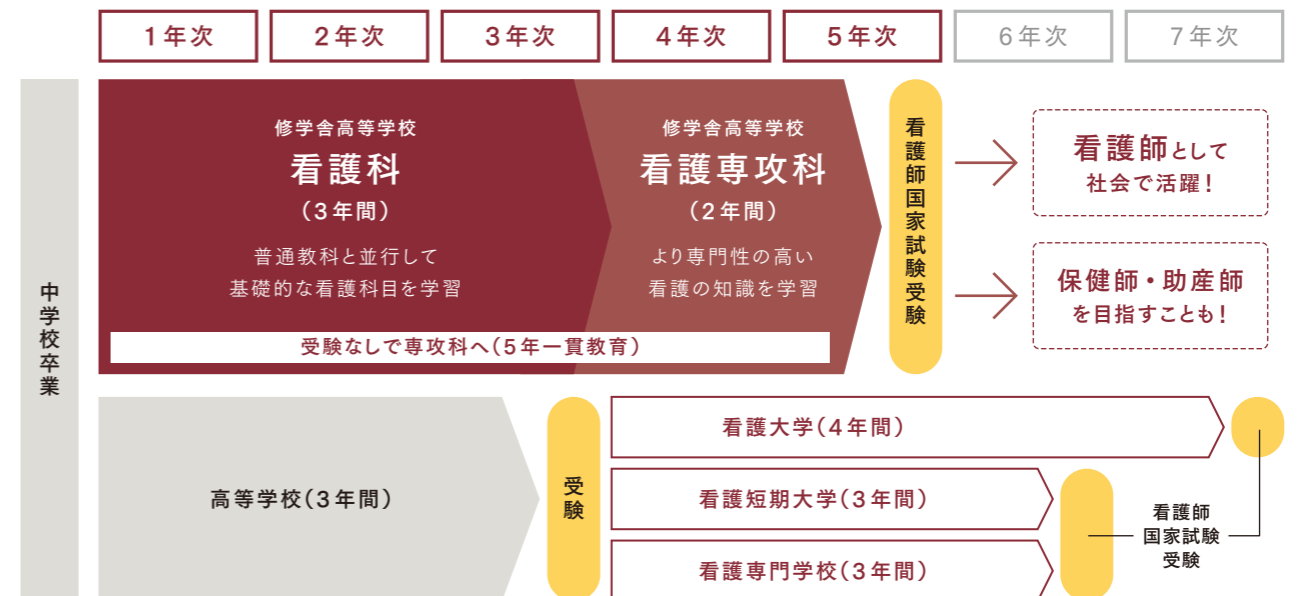 1年次
2年次
3年次
4年次
5年次
6年次
7年次
中学校卒業
修学舎高等学校
看護科
（3年間）
普通教科と並行して
基礎的な看護科目を学習
修学舎高等学校
看護専攻科
（2年間）
より専門性の高い
看護の知識を学習
受験なしで専攻科へ（5年一貫教育）
看護師国家試験受験
看護師として
社会で活躍！
保健師・助産師
を目指すことも！
高等学校（3年間）
受験
看護大学（4年間）
看護短期大学（3年間）
看護専門学校（3年間）
看護師
国家試験
受験